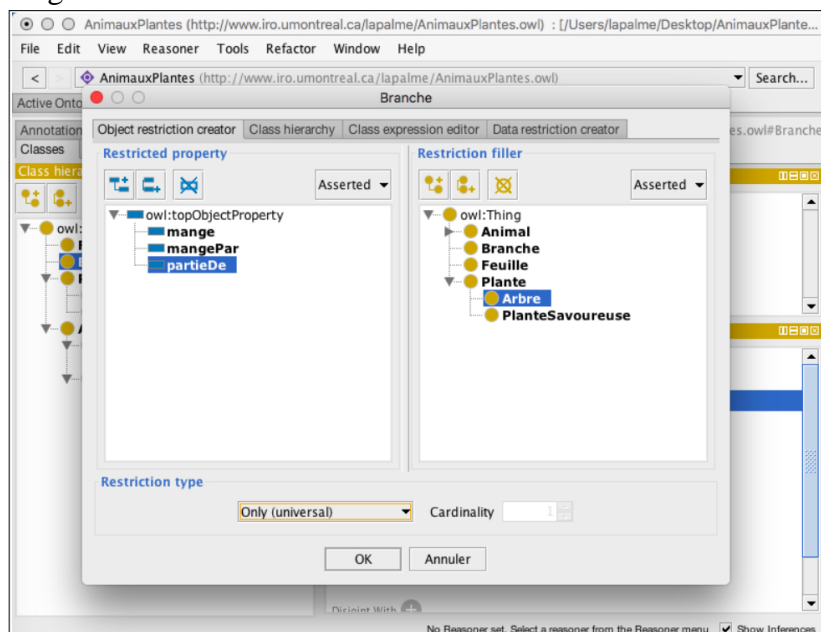 AnimauxPlantes (http://www.iro.umontreal.ca/lapalme/AnimauxPlantes.owl) : [/Users/lapalme/Desktop/AnimauxPlante...
File Edit View Reasoner Tools Refactor Window Help
< > AnimauxPlantes (http://www.iro.umontreal.ca/lapalme/AnimauxPlantes.owl) Search...
Active Onto
Branche
Annotation
Classes
Class hiera
owl:
es.owl#Branche
Object restriction creator Class hierarchy Class expression editor Data restriction creator
Restricted property
Asserted
owl:topObjectProperty
mange
mangePar
partieDe
Restriction filler
Asserted
owl:Thing
Animal
Branche
Feuille
Plante
Arbre
PlanteSavoureuse
Restriction type
Only (universal) Cardinality 1
OK Annuler
Disjoint With
No Reasoner set. Select a reasoner from the Reasoner menu Show Inferences